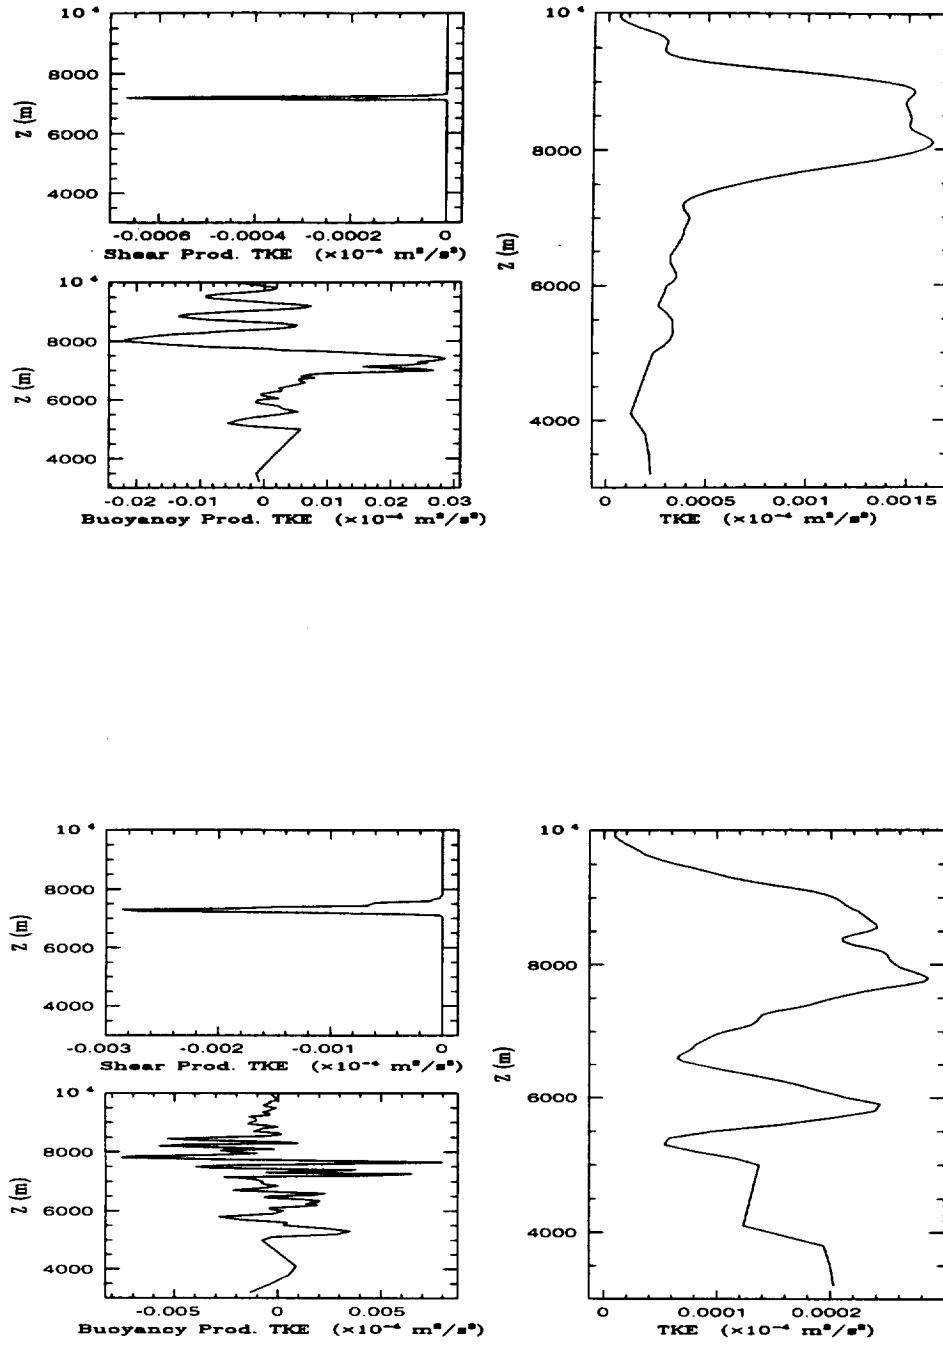 10⁴
8000
6000
4000
Z (m)
-0.0006 -0.0004 -0.0002 0
Shear Prod. TKE (×10⁻⁴ m²/s³)
10⁴
8000
6000
4000
Z (m)
-0.02 -0.01 0 0.01 0.02 0.03
Buoyancy Prod. TKE (×10⁻⁴ m²/s³)
10⁴
8000
6000
4000
Z (m)
0 0.0005 0.001 0.0015
TKE (×10⁻⁴ m²/s²)
10⁴
8000
6000
4000
Z (m)
-0.003 -0.002 -0.001 0
Shear Prod. TKE (×10⁻⁴ m²/s³)
10⁴
8000
6000
4000
Z (m)
-0.005 0 0.005
Buoyancy Prod. TKE (×10⁻⁴ m²/s³)
10⁴
8000
6000
4000
Z (m)
0 0.0001 0.0002
TKE (×10⁻⁴ m²/s²)